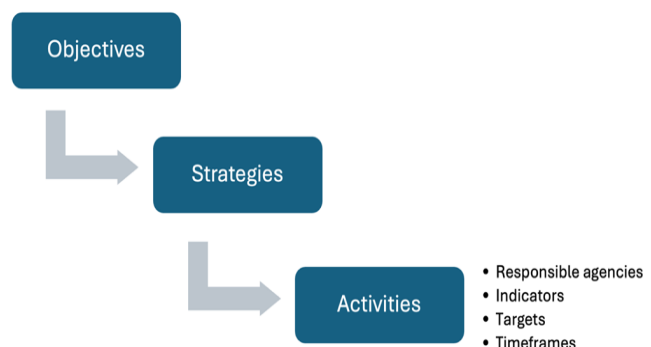 Objectives
Strategies
Activities
• Responsible agencies
• Indicators
• Targets
• Timeframes